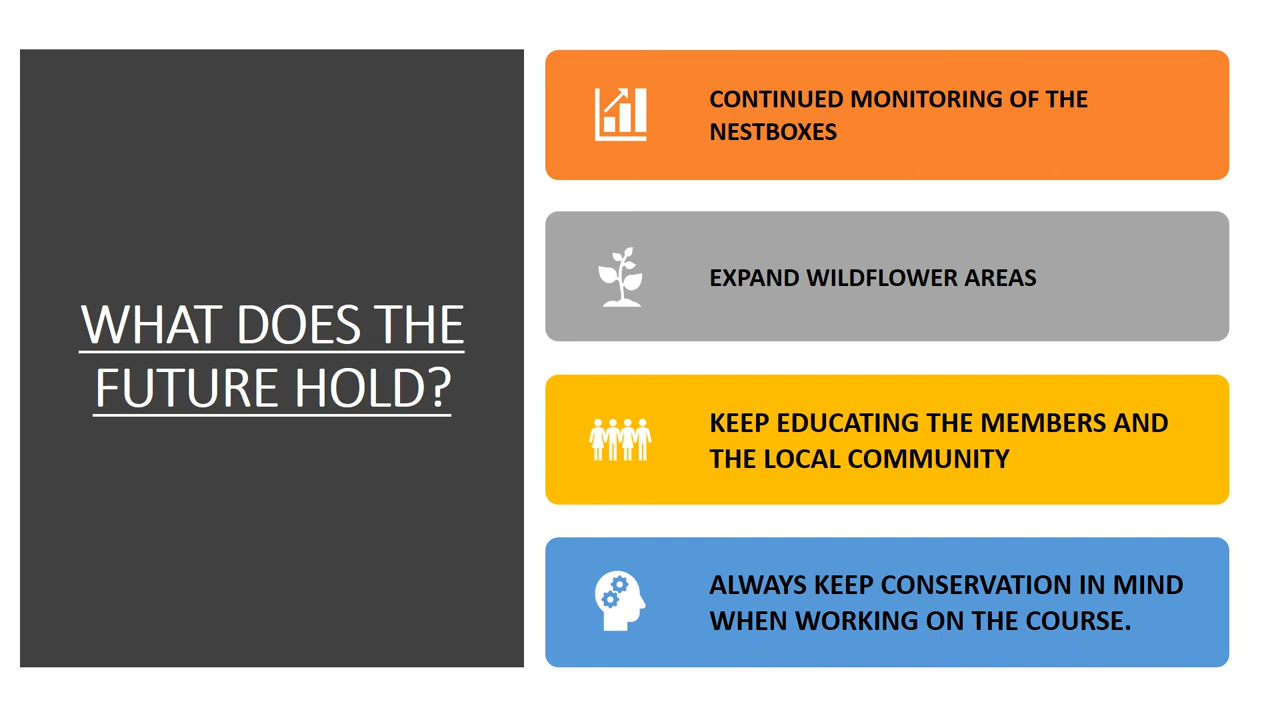 WHAT DOES THE
FUTURE HOLD?
CONTINUED MONITORING OF THE
NESTBOXES
EXPAND WILDFLOWER AREAS
KEEP EDUCATING THE MEMBERS AND
THE LOCAL COMMUNITY
ALWAYS KEEP CONSERVATION IN MIND
WHEN WORKING ON THE COURSE.